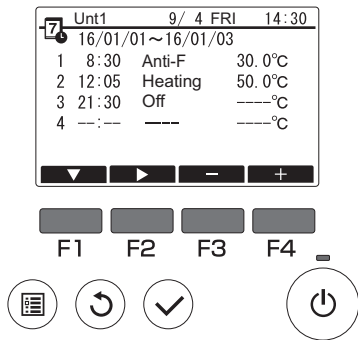 7 Unt1 9/ 4 FRI 14:30
16/01/01～16/01/03
1 8:30 Anti-F 30.0℃
2 12:05 Heating 50.0℃
3 21:30 Off ----℃
4 --:-- ---- ----℃
▼ ▶ − +
F1 F2 F3 F4